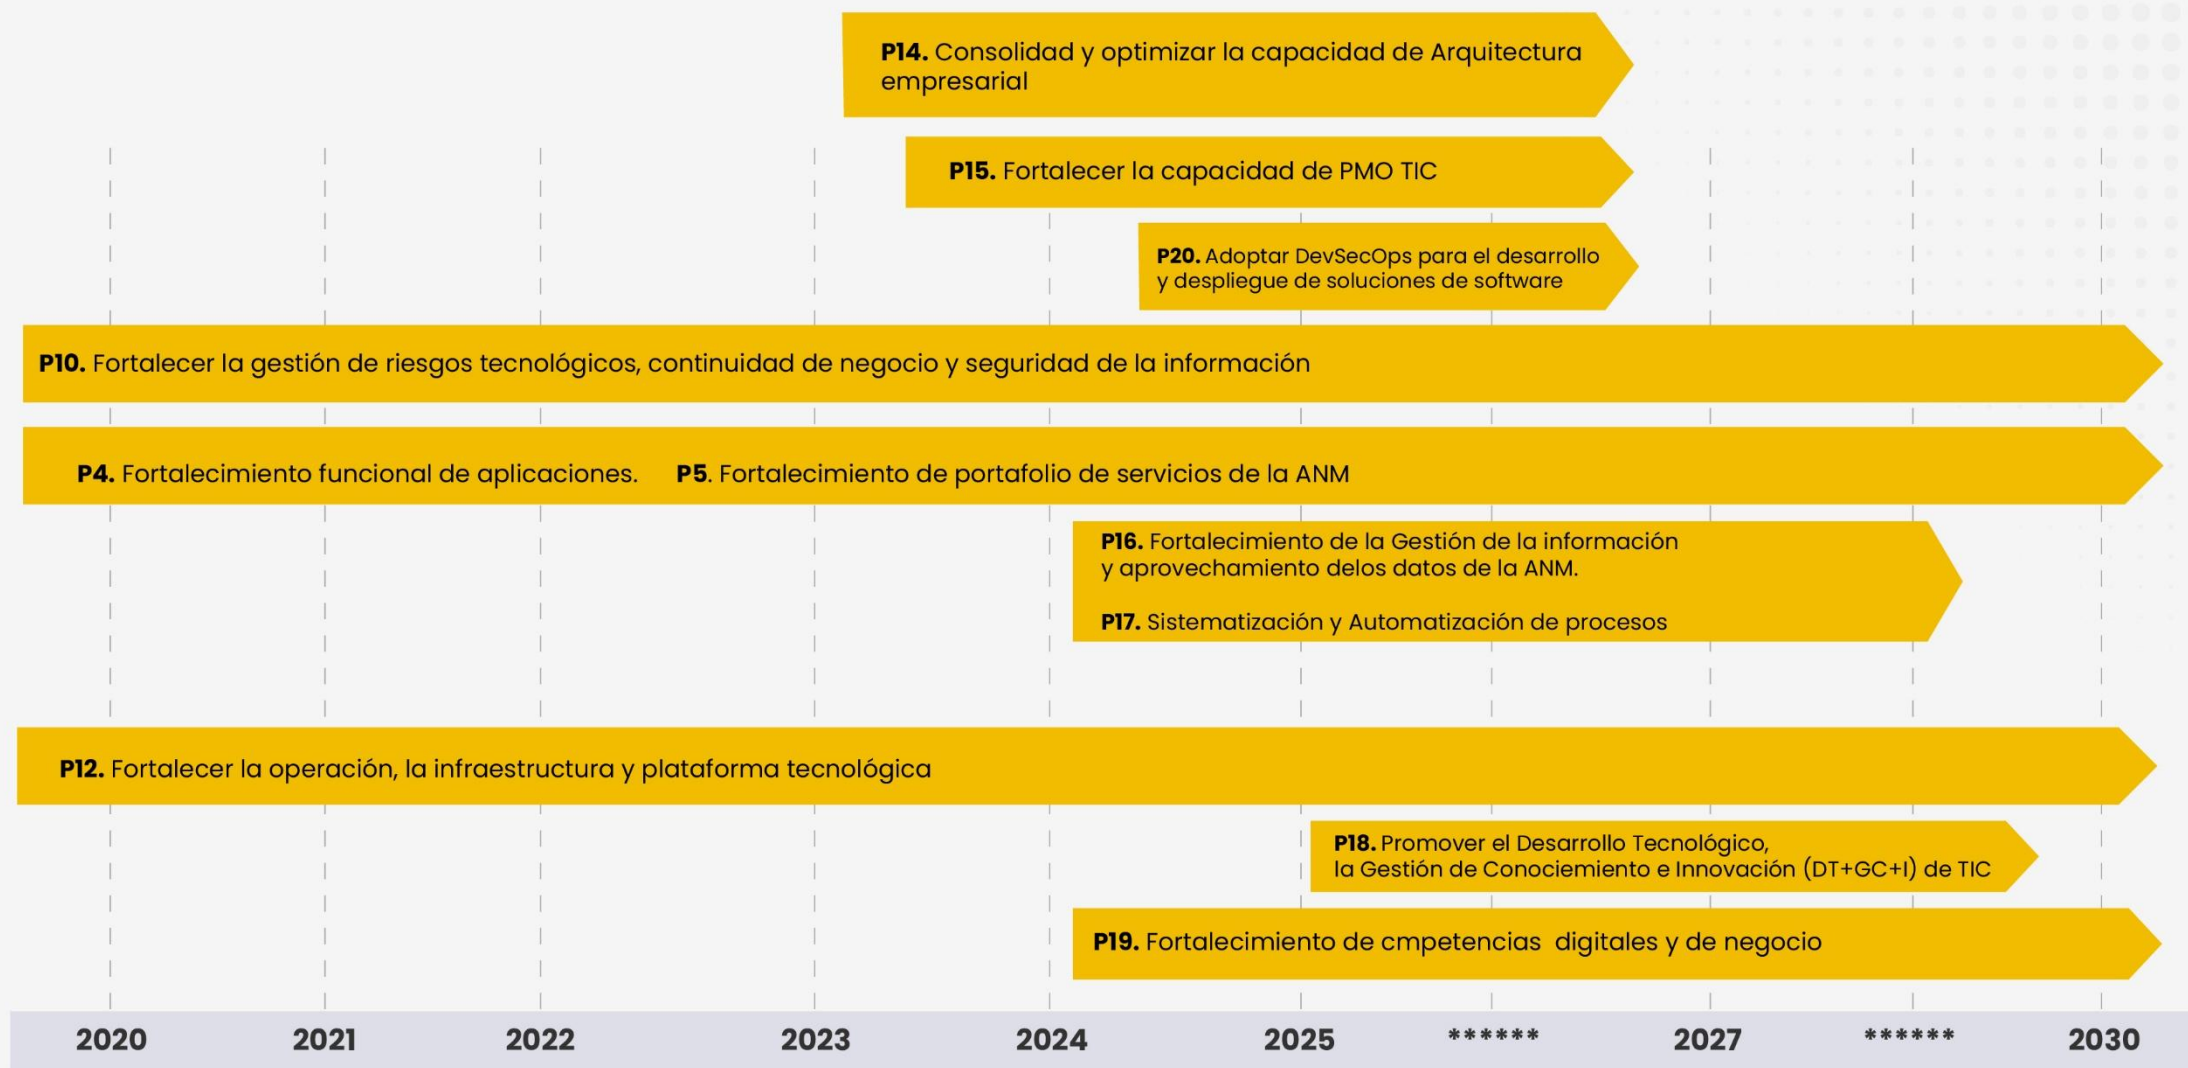 P14. Consolidad y optimizar la capacidad de Arquitectura
empresarial
P15. Fortalecer la capacidad de PMO TIC
P20. Adoptar DevSecOps para el desarrollo
y despliegue de soluciones de software
P10. Fortalecer la gestión de riesgos tecnológicos, continuidad de negocio y seguridad de la información
P4. Fortalecimiento funcional de aplicaciones. P5. Fortalecimiento de portafolio de servicios de la ANM
P16. Fortalecimiento de la Gestión de la información
y aprovechamiento delos datos de la ANM.
P17. Sistematización y Automatización de procesos
P12. Fortalecer la operación, la infraestructura y plataforma tecnológica
P18. Promover el Desarrollo Tecnológico,
la Gestión de Conociemiento e Innovación (DT+GC+I) de TIC
P19. Fortalecimiento de cmpetencias digitales y de negocio
2020 2021 2022 2023 2024 2025 ****** 2027 ****** 2030